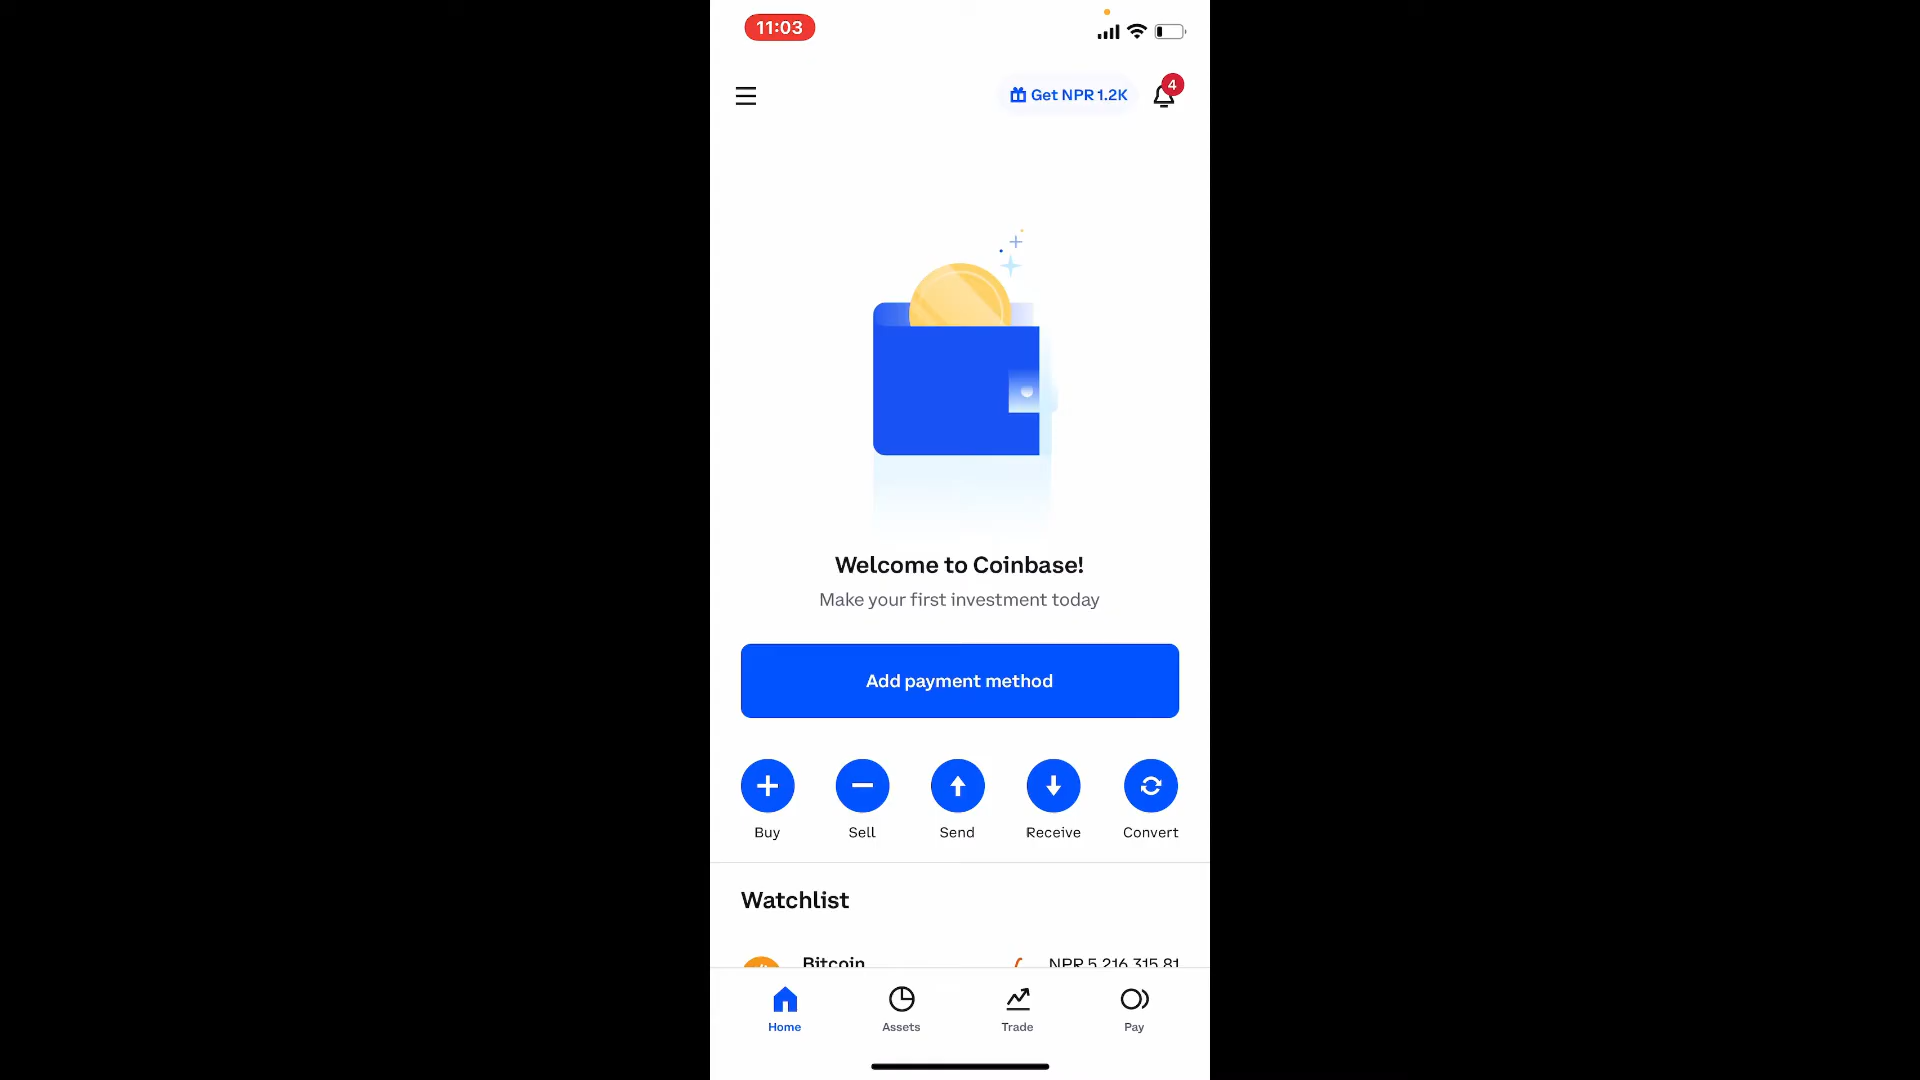 11:03
Get NPR 1.2K
4
Welcome to Coinbase!
Make your first investment today
Add payment method
Buy Sell Send Receive Convert
Watchlist
Bitcoin NPR 5,216,315.81
Home Assets Trade Pay